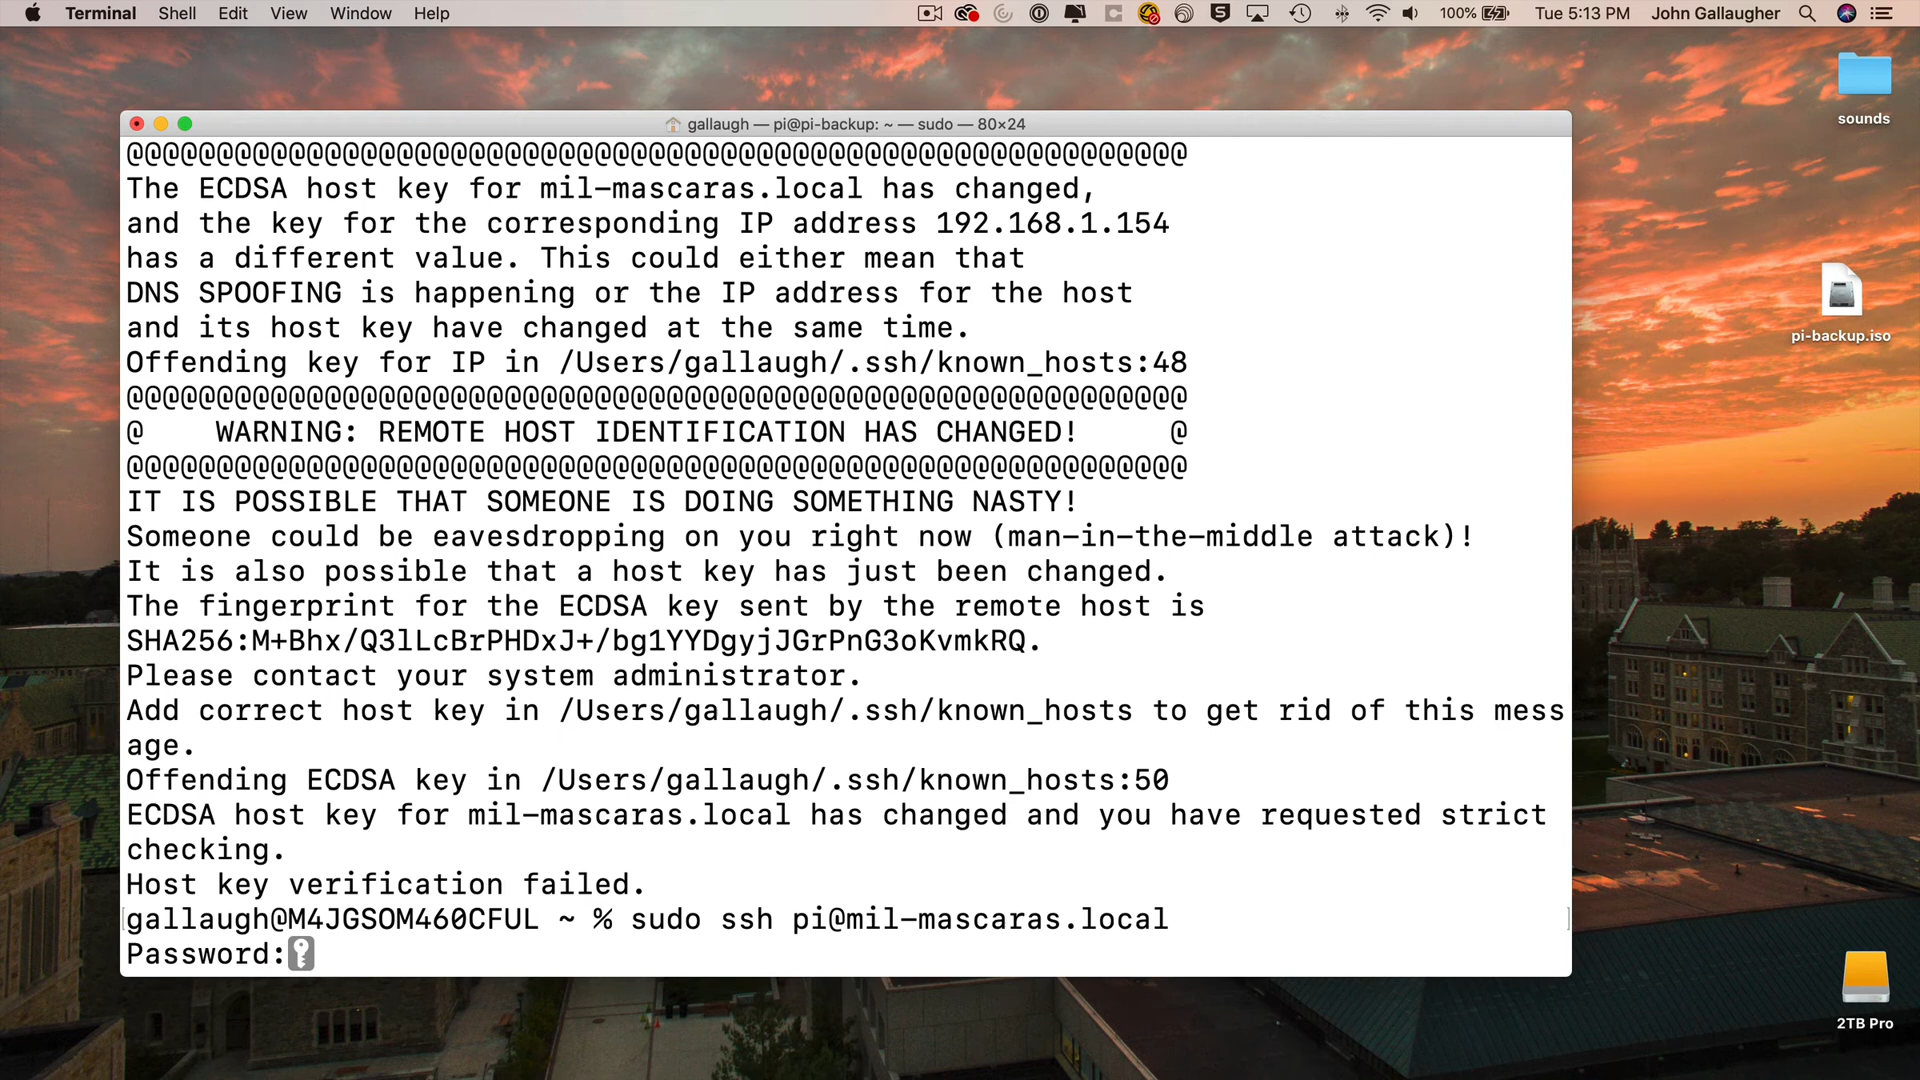 Terminal Shell Edit View Window Help 100% Tue 5:13 PM John Gallaugher
gallaugh — pi@pi-backup: ~ — sudo — 80×24
@@@@@@@@@@@@@@@@@@@@@@@@@@@@@@@@@@@@@@@@@@@@@@@@@@@@@@@@@@@
The ECDSA host key for mil-mascaras.local has changed,
and the key for the corresponding IP address 192.168.1.154
has a different value. This could either mean that
DNS SPOOFING is happening or the IP address for the host
and its host key have changed at the same time.
Offending key for IP in /Users/gallaugh/.ssh/known_hosts:48
@@@@@@@@@@@@@@@@@@@@@@@@@@@@@@@@@@@@@@@@@@@@@@@@@@@@@@@@@@@
@    WARNING: REMOTE HOST IDENTIFICATION HAS CHANGED!     @
@@@@@@@@@@@@@@@@@@@@@@@@@@@@@@@@@@@@@@@@@@@@@@@@@@@@@@@@@@@
IT IS POSSIBLE THAT SOMEONE IS DOING SOMETHING NASTY!
Someone could be eavesdropping on you right now (man-in-the-middle attack)!
It is also possible that a host key has just been changed.
The fingerprint for the ECDSA key sent by the remote host is
SHA256:M+Bhx/Q3lLcBrPHDxJ+/bg1YYDgyjJGrPnG3oKvmkRQ.
Please contact your system administrator.
Add correct host key in /Users/gallaugh/.ssh/known_hosts to get rid of this mess
age.
Offending ECDSA key in /Users/gallaugh/.ssh/known_hosts:50
ECDSA host key for mil-mascaras.local has changed and you have requested strict
checking.
Host key verification failed.
gallaugh@M4JGSOM460CFUL ~ % sudo ssh pi@mil-mascaras.local
Password:
sounds
pi-backup.iso
2TB Pro